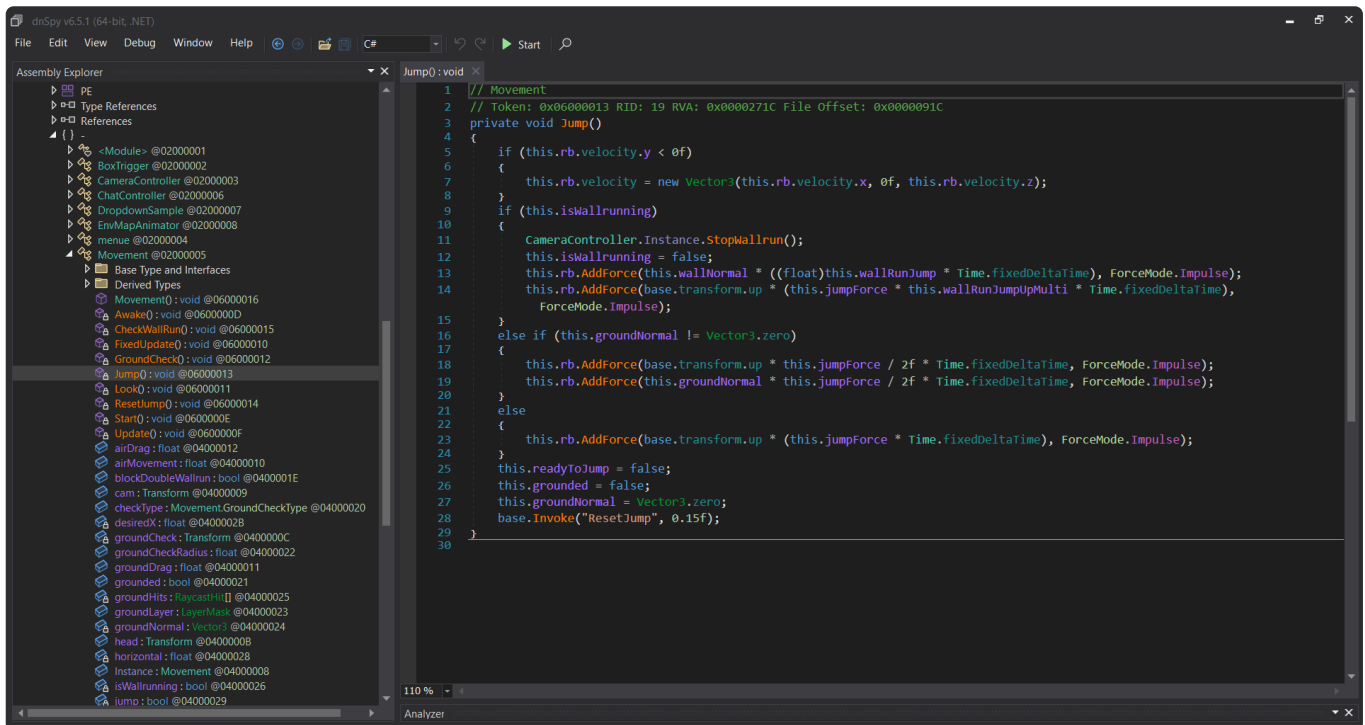 dnSpy v6.5.1 (64-bit, .NET)
File Edit View Debug Window Help C# Start
Assembly Explorer
PE
Type References
References
{ } -
<Module> @02000001
BoxTrigger @02000002
CameraController @02000003
ChatController @02000006
DropdownSample @02000007
EnvMapAnimator @02000008
menue @02000004
Movement @02000005
Base Type and Interfaces
Derived Types
Movement() : void @06000016
Awake() : void @0600000D
CheckWallRun() : void @06000015
FixedUpdate() : void @06000010
GroundCheck() : void @06000012
Jump() : void @06000013
Look() : void @06000011
ResetJump() : void @06000014
Start() : void @0600000E
Update() : void @0600000F
airDrag : float @04000012
airMovement : float @04000010
blockDoubleWallrun : bool @0400001E
cam : Transform @04000009
checkType : Movement.GroundCheckType @04000020
desiredX : float @0400002B
groundCheck : Transform @0400000C
groundCheckRadius : float @04000022
groundDrag : float @04000011
grounded : bool @04000021
groundHits : RaycastHit[] @04000025
groundLayer : LayerMask @04000023
groundNormal : Vector3 @04000024
head : Transform @0400000B
horizontal : float @04000028
Instance : Movement @04000008
isWallrunning : bool @04000026
jump : bool @04000029
Jump() : void
1 // Movement
2 // Token: 0x06000013 RID: 19 RVA: 0x0000271C File Offset: 0x0000091C
3 private void Jump()
4 {
5 if (this.rb.velocity.y < 0f)
6 {
7 this.rb.velocity = new Vector3(this.rb.velocity.x, 0f, this.rb.velocity.z);
8 }
9 if (this.isWallrunning)
10 {
11 CameraController.Instance.StopWallrun();
12 this.isWallrunning = false;
13 this.rb.AddForce(this.wallNormal * ((float)this.wallRunJump * Time.fixedDeltaTime), ForceMode.Impulse);
14 this.rb.AddForce(base.transform.up * (this.jumpForce * this.wallRunJumpUpMulti * Time.fixedDeltaTime),
ForceMode.Impulse);
15 }
16 else if (this.groundNormal != Vector3.zero)
17 {
18 this.rb.AddForce(base.transform.up * this.jumpForce / 2f * Time.fixedDeltaTime, ForceMode.Impulse);
19 this.rb.AddForce(this.groundNormal * this.jumpForce / 2f * Time.fixedDeltaTime, ForceMode.Impulse);
20 }
21 else
22 {
23 this.rb.AddForce(base.transform.up * (this.jumpForce * Time.fixedDeltaTime), ForceMode.Impulse);
24 }
25 this.readyToJump = false;
26 this.grounded = false;
27 this.groundNormal = Vector3.zero;
28 base.Invoke("ResetJump", 0.15f);
29 }
30
110 %
Analyzer